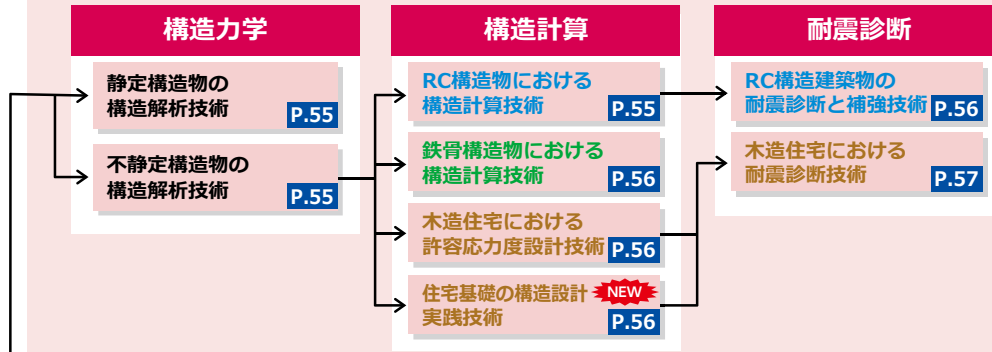 構造力学
静定構造物の
構造解析技術
P.55
不静定構造物の
構造解析技術
P.55
構造計算
RC構造物における
構造計算技術
P.55
鉄骨構造物における
構造計算技術
P.56
木造住宅における
許容応力度設計技術
P.56
住宅基礎の構造設計
NEW
実践技術
P.56
耐震診断
RC構造建築物の
耐震診断と補強技術
P.56
木造住宅における
耐震診断技術
P.57